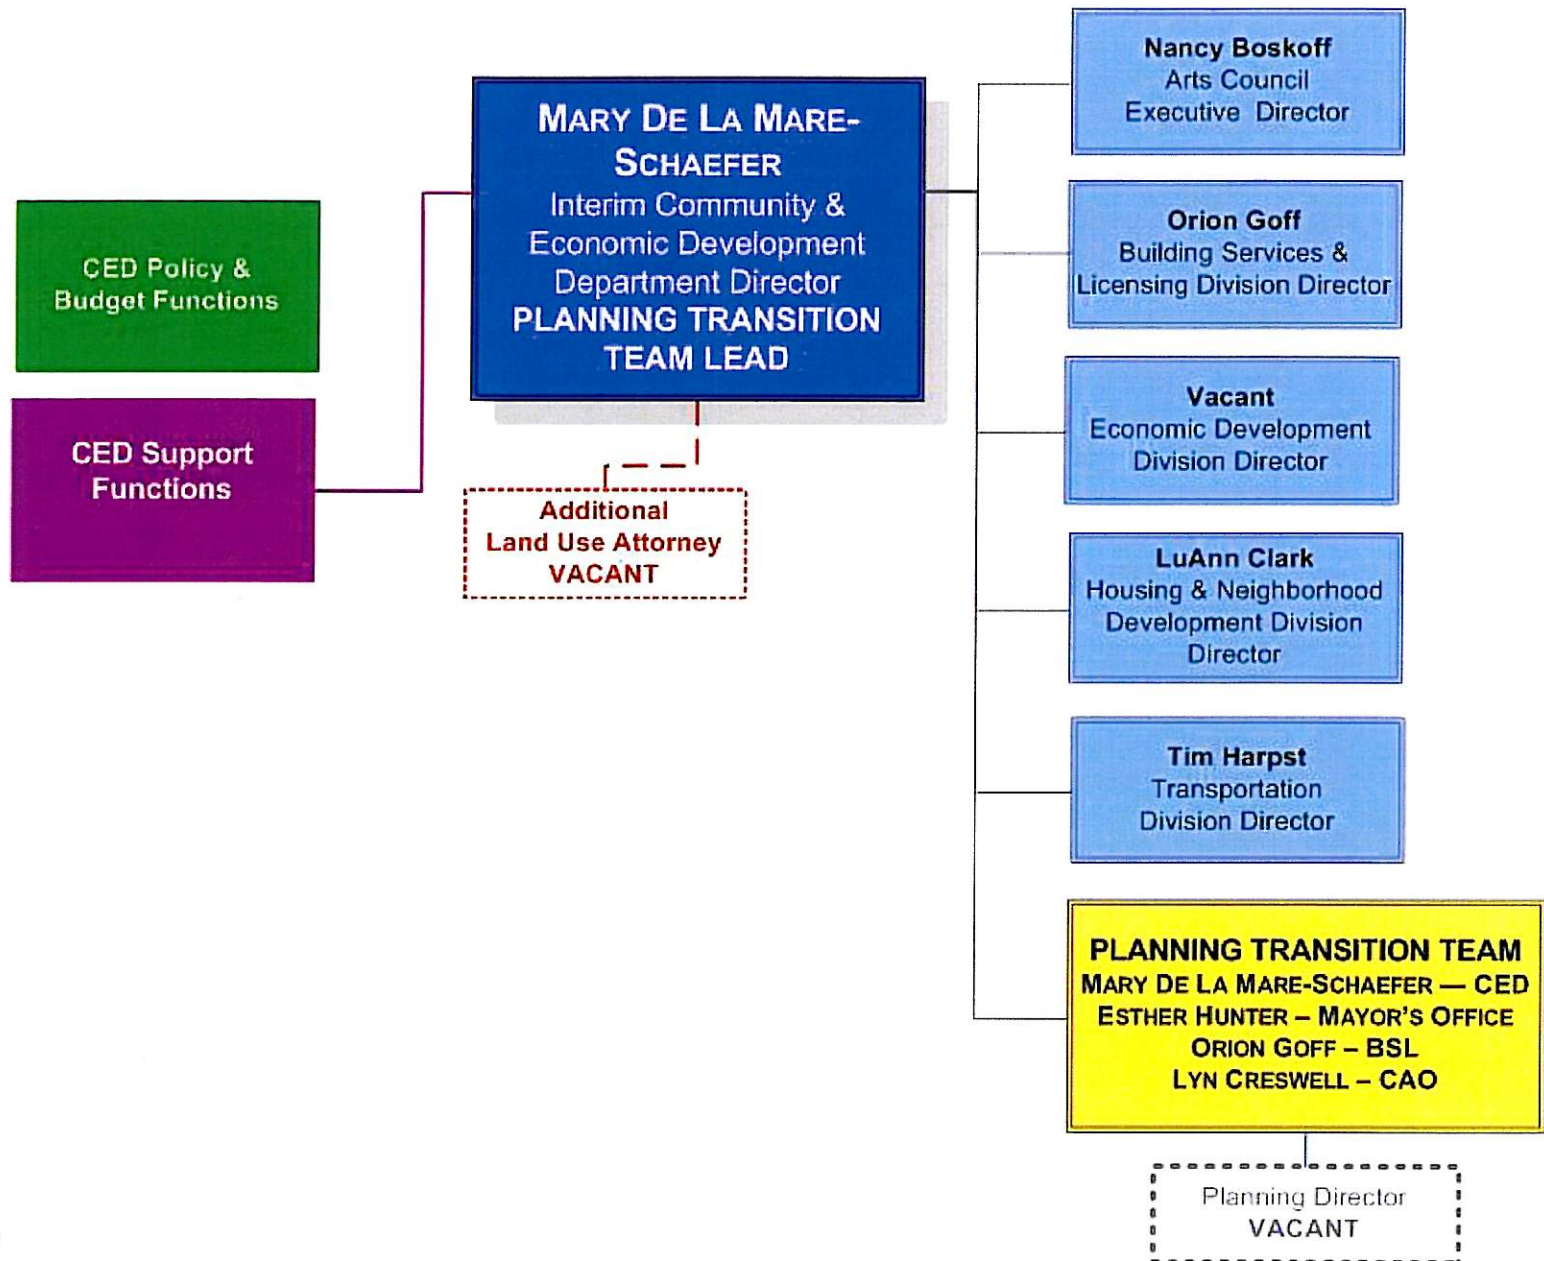 CED Policy &
Budget Functions
CED Support
Functions
MARY DE LA MARE-
SCHAEFER
Interim Community &
Economic Development
Department Director
PLANNING TRANSITION
TEAM LEAD
Additional
Land Use Attorney
VACANT
Nancy Boskoff
Arts Council
Executive Director
Orion Goff
Building Services &
Licensing Division Director
Vacant
Economic Development
Division Director
LuAnn Clark
Housing & Neighborhood
Development Division
Director
Tim Harpst
Transportation
Division Director
PLANNING TRANSITION TEAM
MARY DE LA MARE-SCHAEFER — CED
ESTHER HUNTER – MAYOR'S OFFICE
ORION GOFF – BSL
LYN CRESWELL – CAO
Planning Director
VACANT